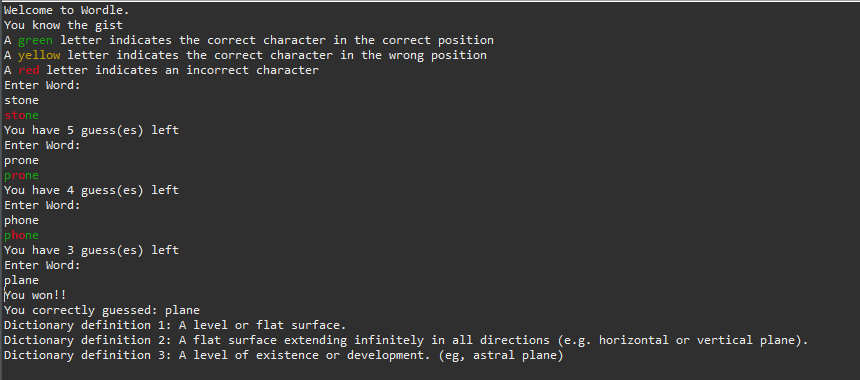 Welcome to Wordle.
You know the gist
A green letter indicates the correct character in the correct position
A yellow letter indicates the correct character in the wrong position
A red letter indicates an incorrect character
Enter Word:
stone
stone
You have 5 guess(es) left
Enter Word:
prone
prone
You have 4 guess(es) left
Enter Word:
phone
phone
You have 3 guess(es) left
Enter Word:
plane
You won!!
You correctly guessed: plane
Dictionary definition 1: A level or flat surface.
Dictionary definition 2: A flat surface extending infinitely in all directions (e.g. horizontal or vertical plane).
Dictionary definition 3: A level of existence or development. (eg, astral plane)